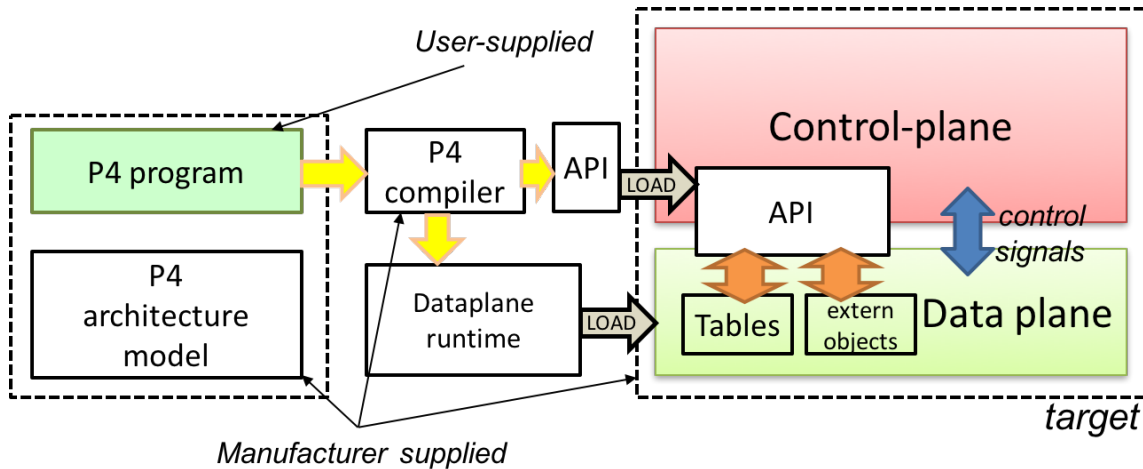 User-supplied
P4 program
P4
compiler
API
LOAD
Control-plane
API
control
signals
P4
architecture
model
Dataplane
runtime
LOAD
Tables
extern
objects
Data plane
target
Manufacturer supplied